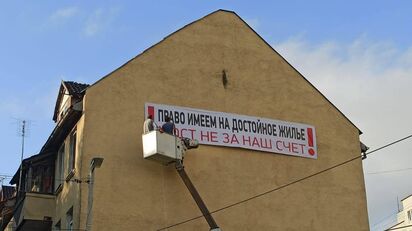 ! ПРАВО ИМЕЕМ НА ДОСТОЙНОЕ ЖИЛЬЕ !
НЕ ЗА НАШ СЧЕТ